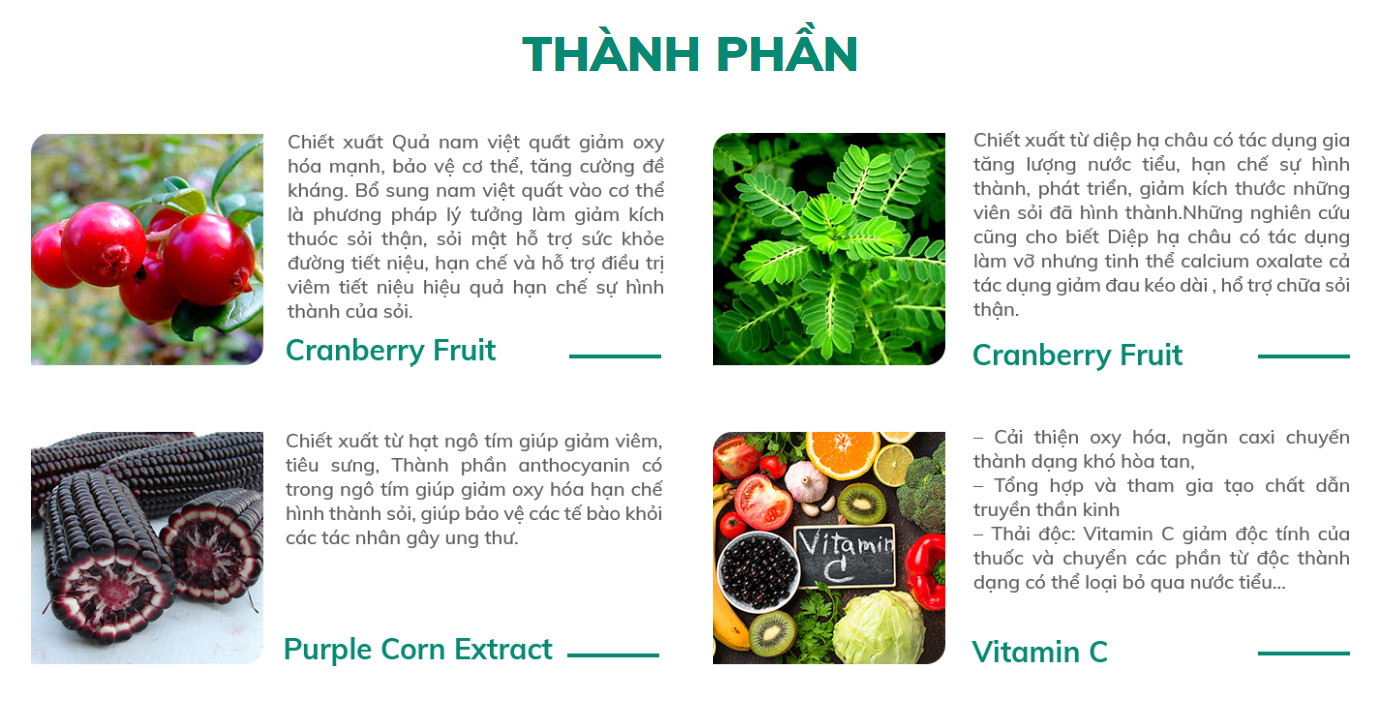 THÀNH PHẦN
Chiết xuất Quả nam việt quất giảm oxy
hóa mạnh, bảo vệ cơ thể, tăng cường đề
kháng. Bổ sung nam việt quất vào cơ thể
là phương pháp lý tưởng làm giảm kích
thuóc sỏi thận, sỏi mật hỗ trợ sức khỏe
đường tiết niệu, hạn chế và hỗ trợ điều trị
viêm tiết niệu hiệu quả hạn chế sự hình
thành của sỏi.
Cranberry Fruit
Chiết xuất từ diệp hạ châu có tác dụng gia
tăng lượng nước tiểu, hạn chế sự hình
thành, phát triển, giảm kích thước những
viên sỏi đã hình thành.Những nghiên cứu
cũng cho biết Diệp hạ châu có tác dụng
làm vỡ nhưng tinh thể calcium oxalate cả
tác dụng giảm đau kéo dài , hổ trợ chữa sỏi
thận.
Cranberry Fruit
Chiết xuất từ hạt ngô tím giúp giảm viêm,
tiêu sưng, Thành phần anthocyanin có
trong ngô tím giúp giảm oxy hóa hạn chế
hình thành sỏi, giúp bảo vệ các tế bào khỏi
các tác nhân gây ung thư.
Purple Corn Extract
– Cải thiện oxy hóa, ngăn caxi chuyến
thành dạng khó hòa tan,
– Tổng hợp và tham gia tạo chất dẫn
truyền thần kinh
– Thải độc: Vitamin C giảm độc tính của
thuốc và chuyển các phần từ độc thành
dạng có thể loại bỏ qua nước tiểu...
Vitamin
C
Vitamin C